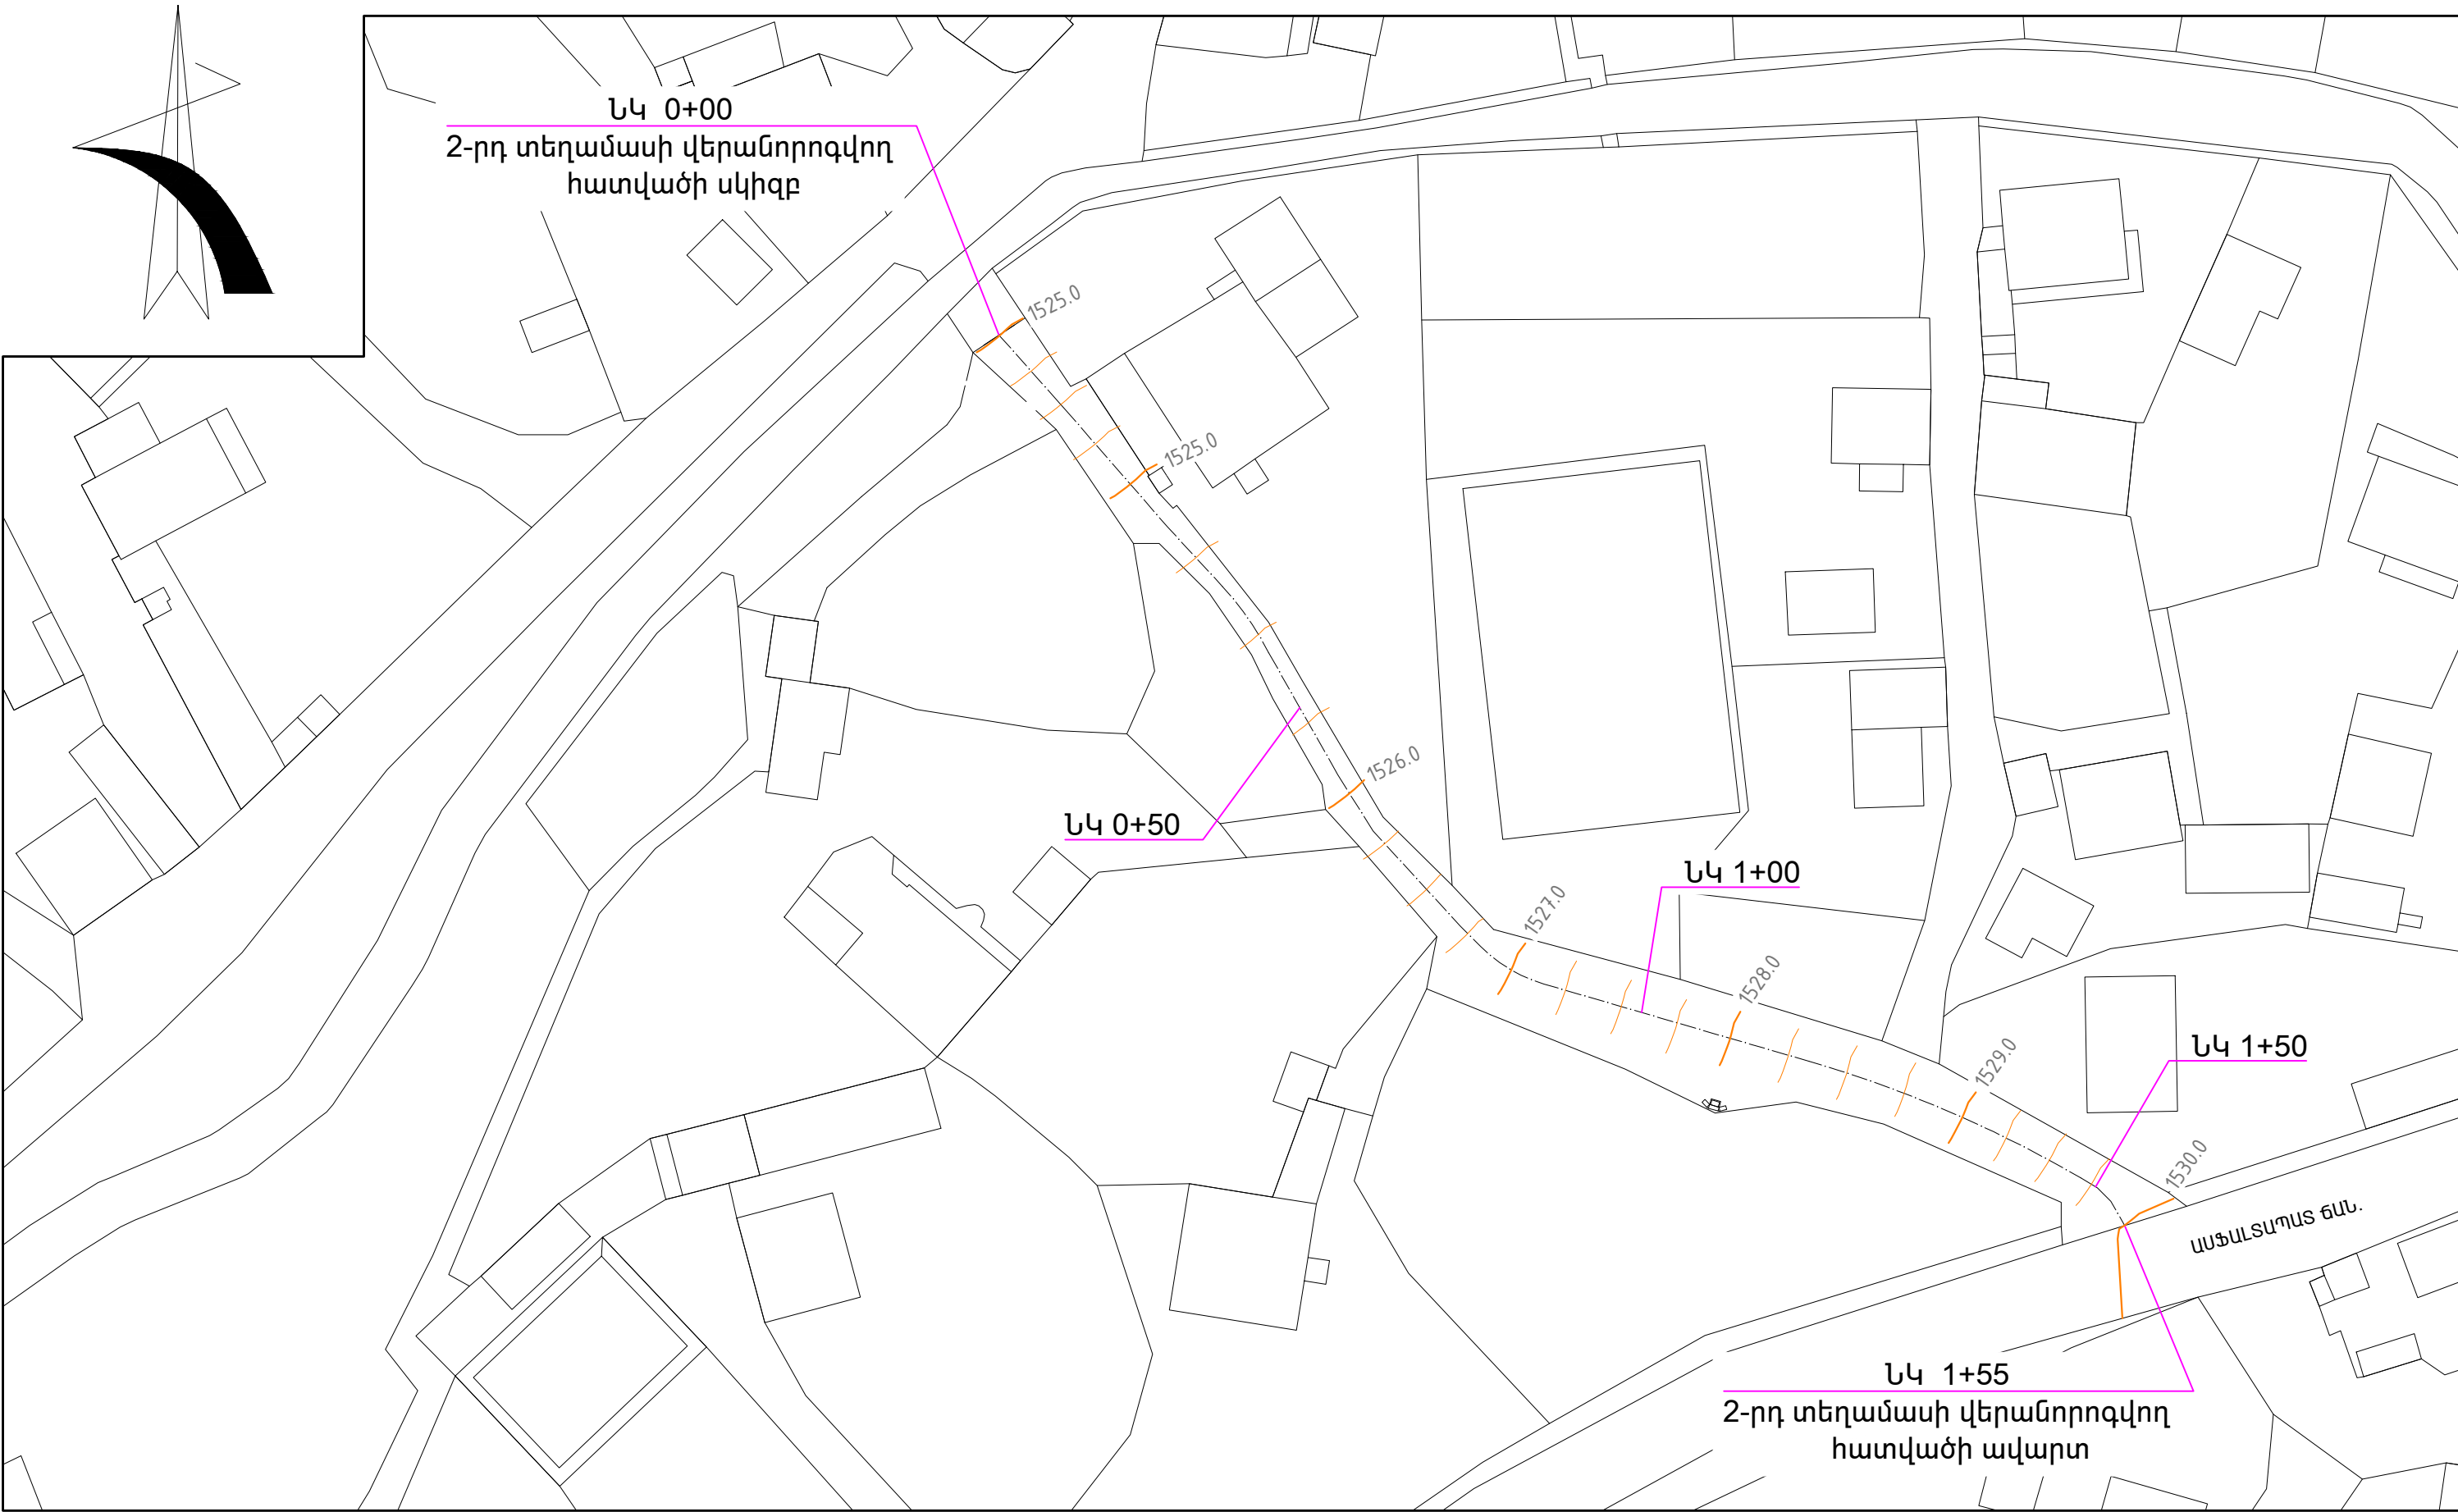 ՆԿ 0+00
2-րդ տեղամասի վերանորոգվող
հատվածի սկիզբ
1525.0
1525.0
1526.0
ՆԿ 0+50
ՆԿ 1+00
1527.0
1528.0
1529.0
ՆԿ 1+50
1530.0
ԱՍՖԱԼՏԱՊԱՏ ՃԱՆ.
ՆԿ 1+55
2-րդ տեղամասի վերանորոգվող
հատվածի ավարտ